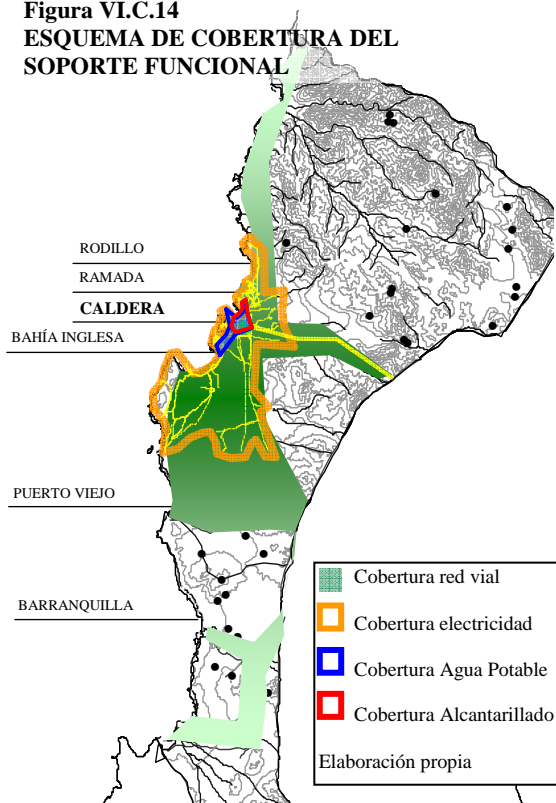 Figura VI.C.14
ESQUEMA DE COBERTURA DEL
SOPORTE FUNCIONAL
RODILLO
RAMADA
CALDERA
BAHÍA INGLESA
PUERTO VIEJO
BARRANQUILLA
Cobertura red vial
Cobertura electricidad
Cobertura Agua Potable
Cobertura Alcantarillado
Elaboración propia